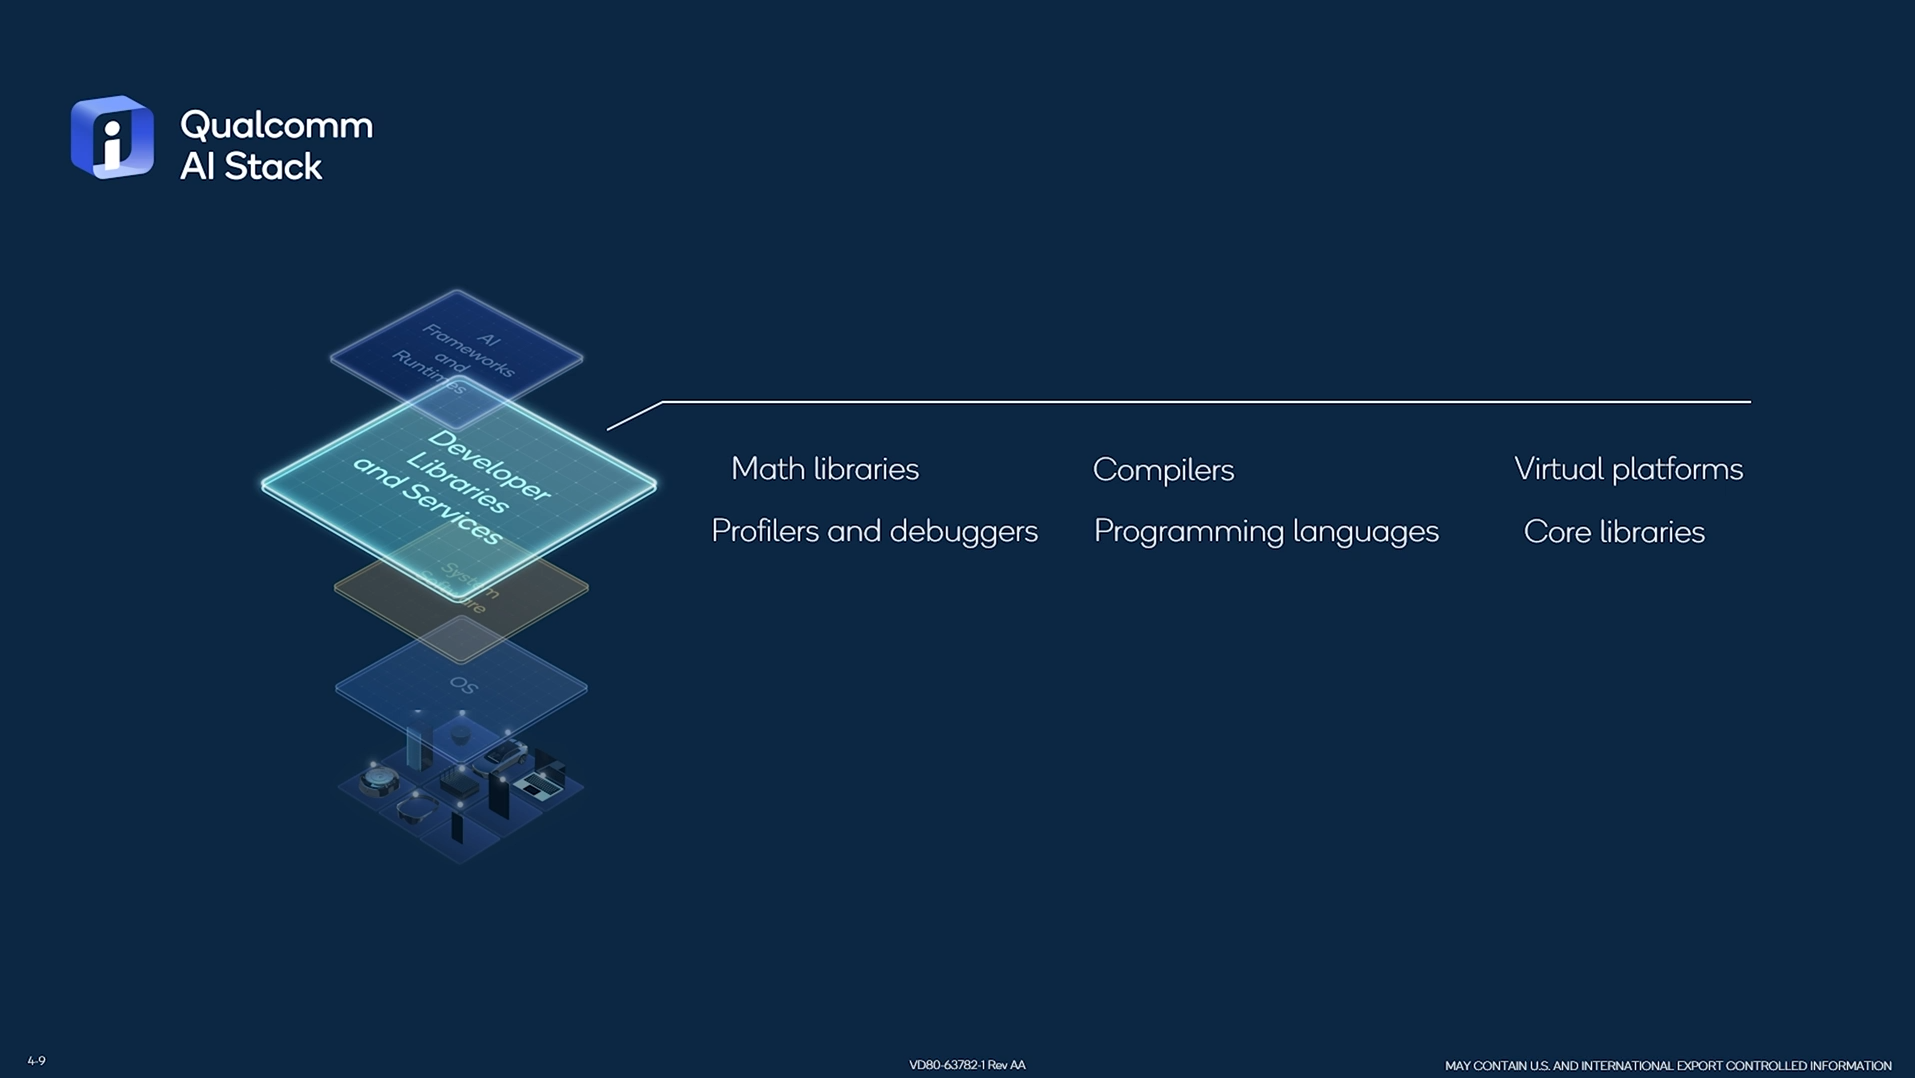 Qualcomm
AI Stack
AI
Frameworks
and
Runtimes
Developer
Libraries
and Services
System
Software
OS
Math libraries
Compilers
Virtual platforms
Profilers and debuggers
Programming languages
Core libraries
4-9
VD80-63782-1 Rev AA
MAY CONTAIN U.S. AND INTERNATIONAL EXPORT CONTROLLED INFORMATION